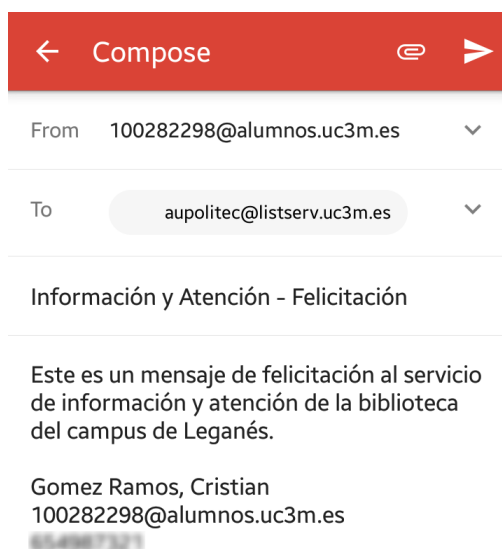 Compose
From 100282298@alumnos.uc3m.es
To aupolitec@listserv.uc3m.es
Información y Atención - Felicitación
Este es un mensaje de felicitación al servicio
de información y atención de la biblioteca
del campus de Leganés.
Gomez Ramos, Cristian
100282298@alumnos.uc3m.es